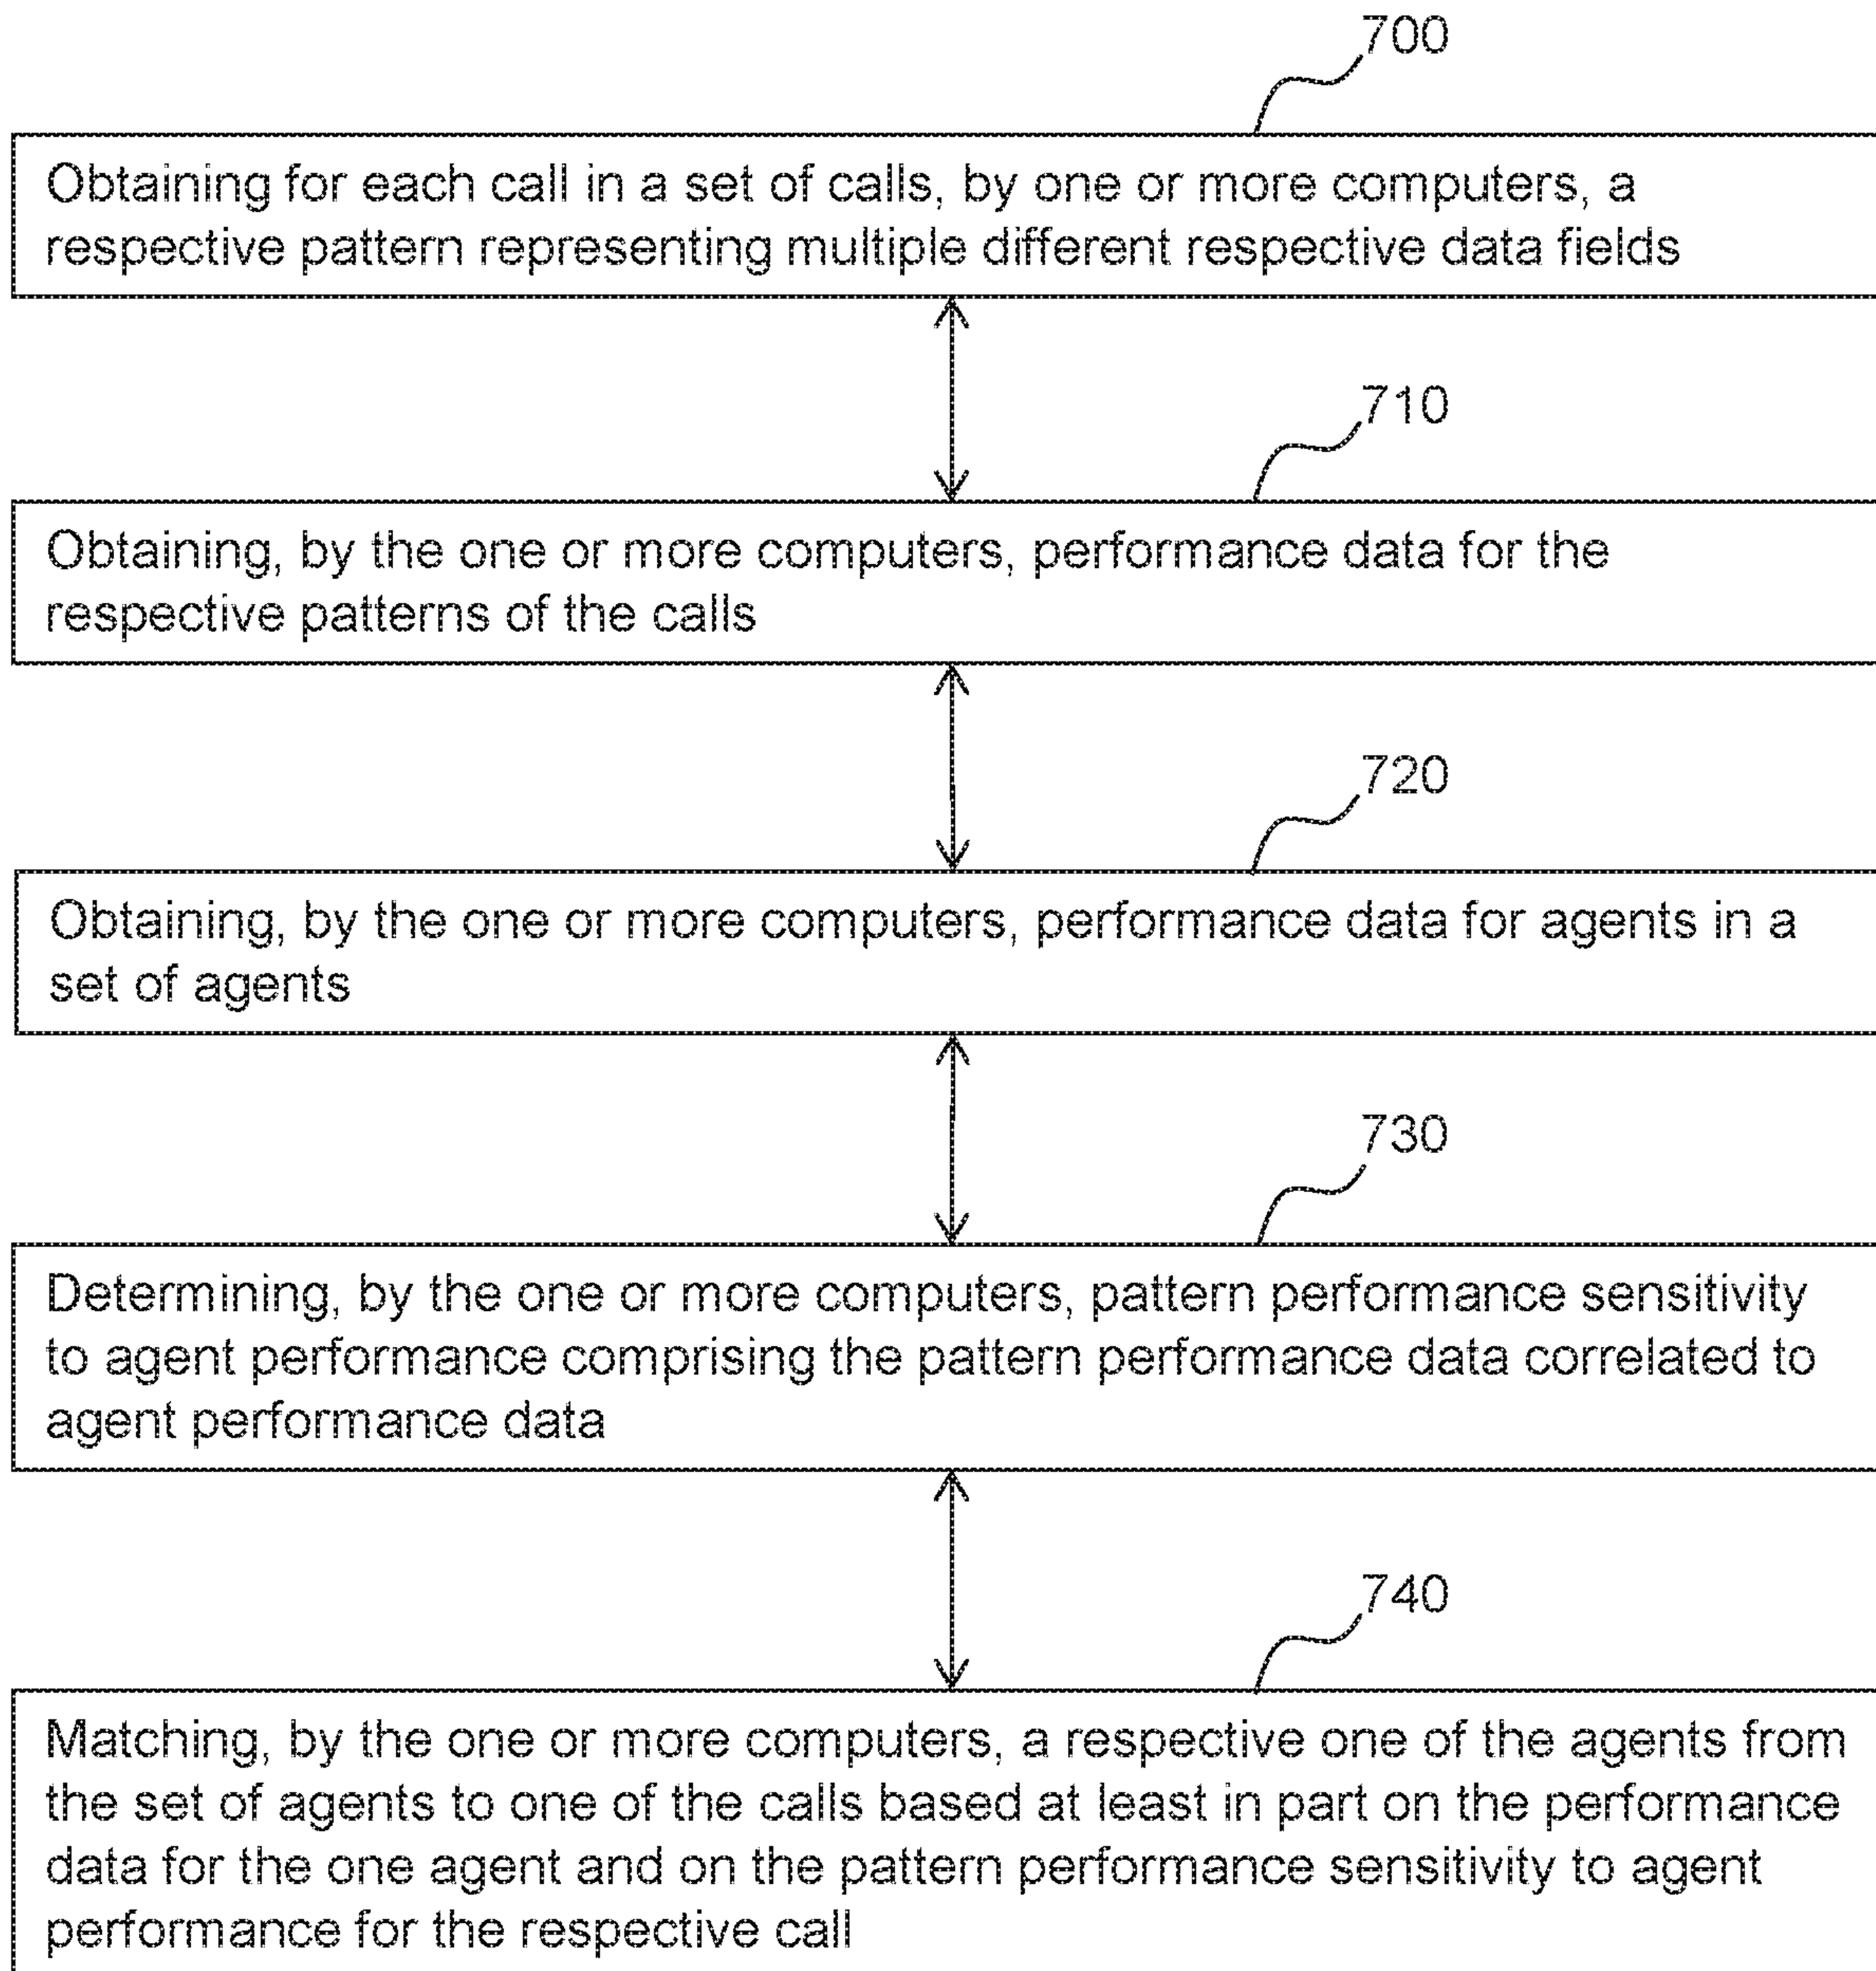 700
Obtaining for each call in a set of calls, by one or more computers, a
respective pattern representing multiple different respective data fields
710
Obtaining, by the one or more computers, performance data for the
respective patterns of the calls
720
Obtaining, by the one or more computers, performance data for agents in a
set of agents
730
Determining, by the one or more computers, pattern performance sensitivity
to agent performance comprising the pattern performance data correlated to
agent performance data
740
Matching, by the one or more computers, a respective one of the agents from
the set of agents to one of the calls based at least in part on the performance
data for the one agent and on the pattern performance sensitivity to agent
performance for the respective call